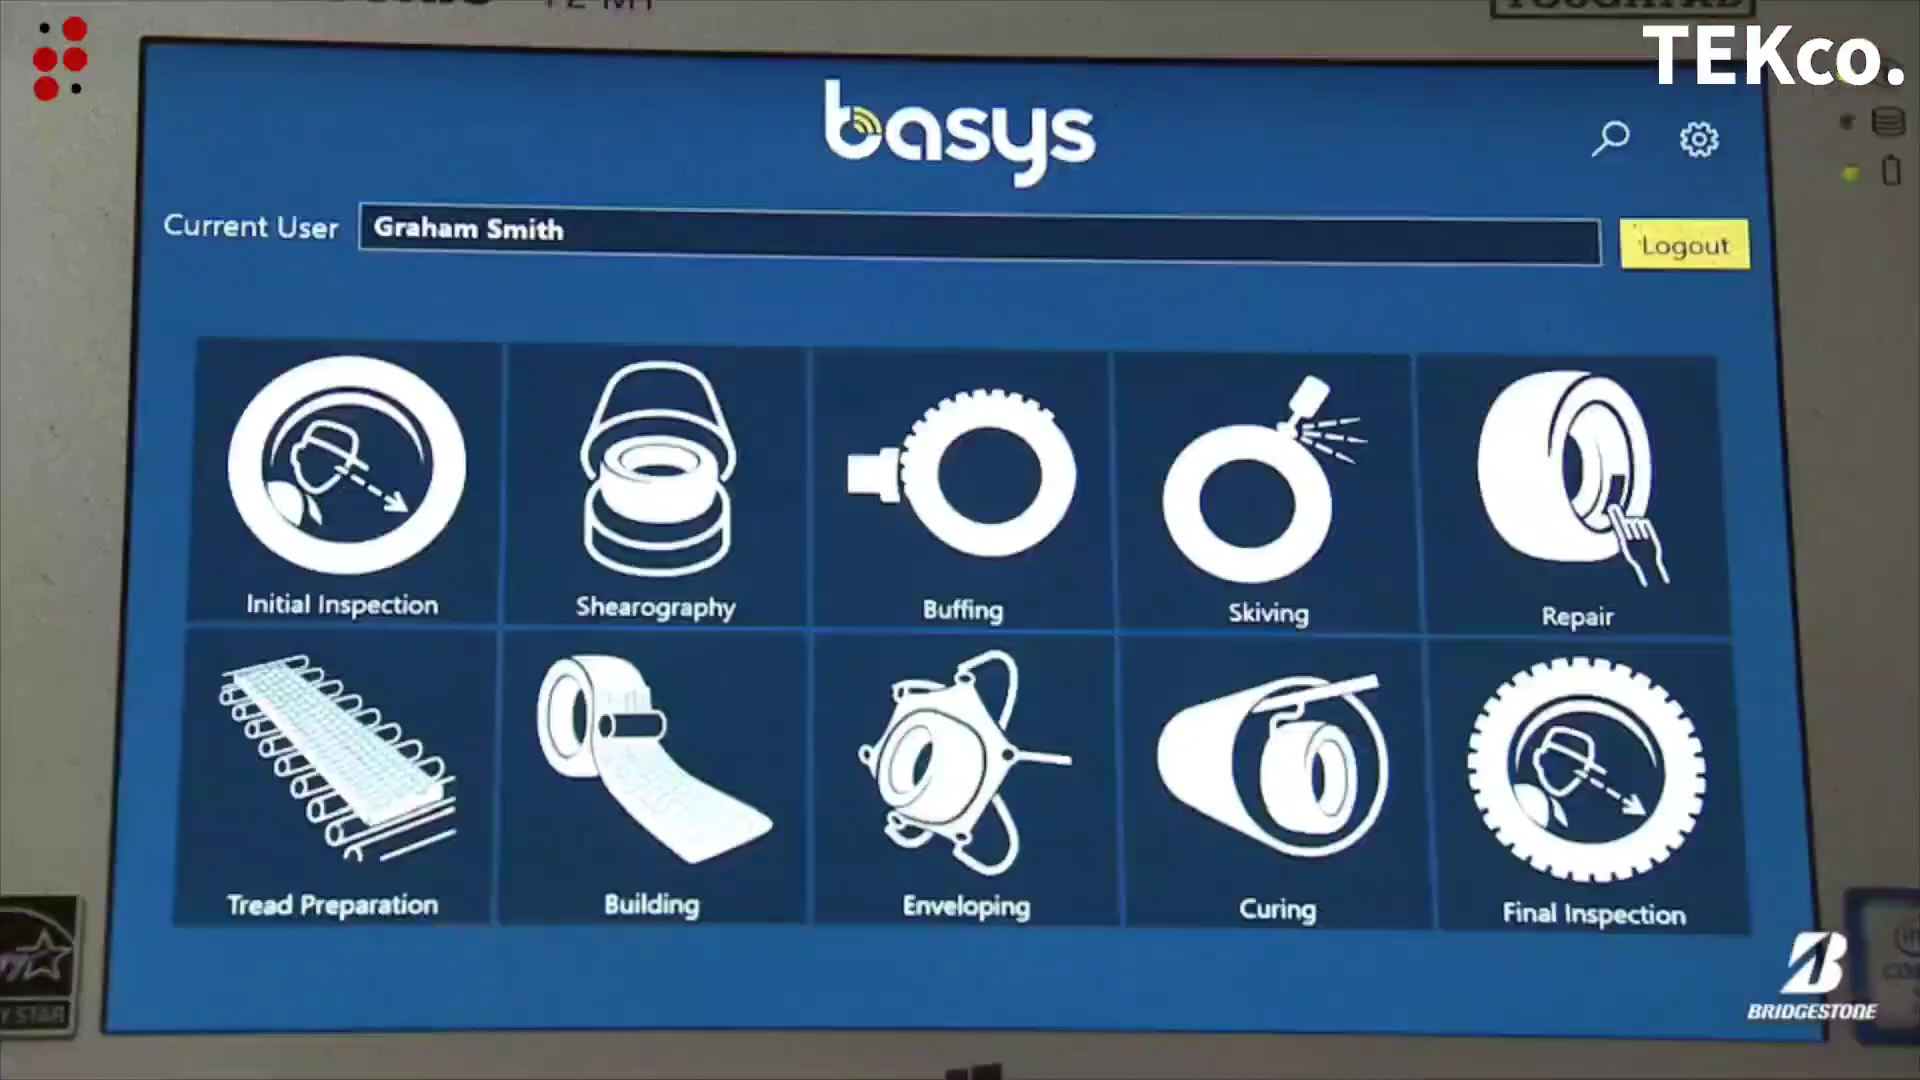 TEKco.
basys
Current User
Graham Smith
Logout
Initial Inspection
Shearography
Buffing
Skiving
Repair
Tread Preparation
Building
Enveloping
Curing
Final Inspection
Y STAR
BRIDGESTONE